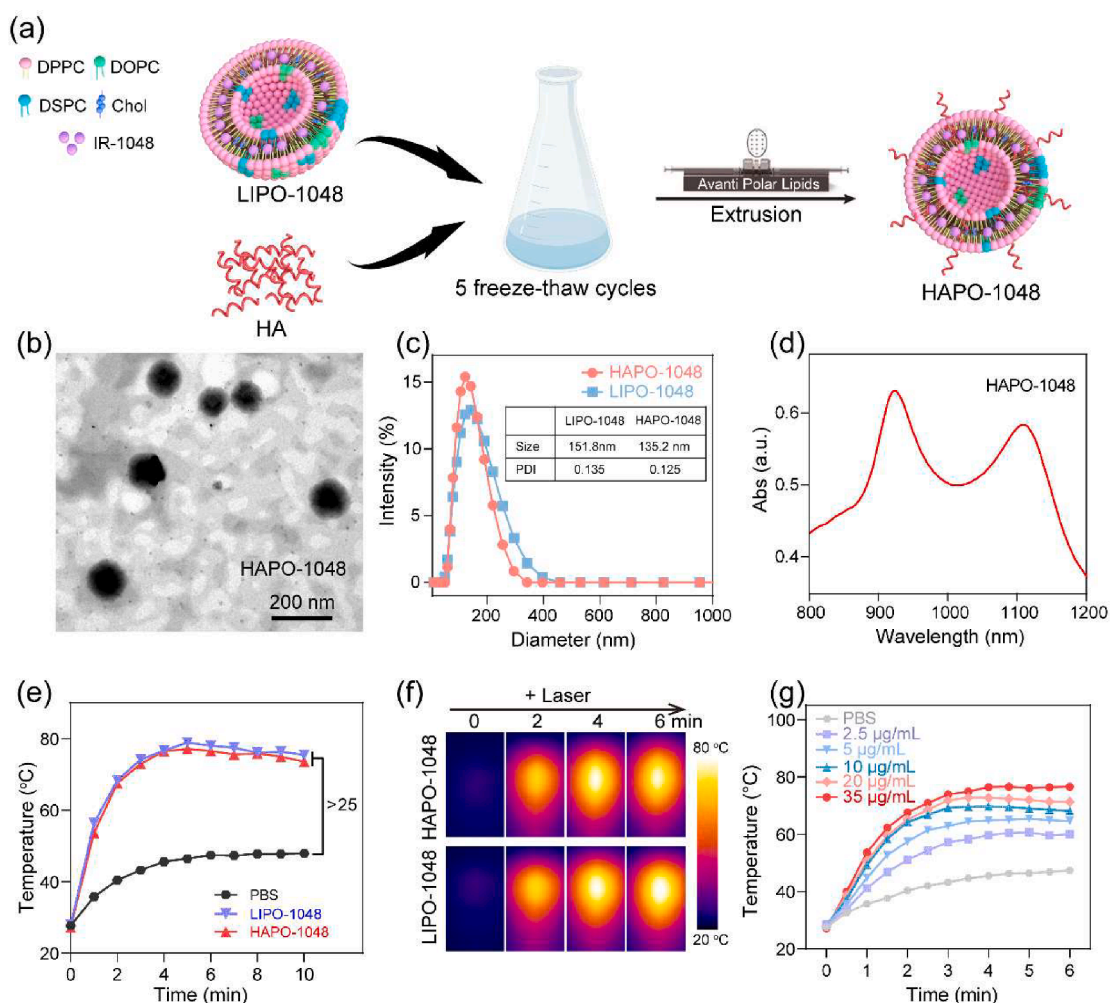 (a)
DPPC
DOPC
DSPC
Chol
IR-1048
LIPO-1048
HA
5 freeze-thaw cycles
Avanti Polar Lipids
Extrusion
HAPO-1048
(b)
HAPO-1048
200 nm
(c)
HAPO-1048
LIPO-1048
LIPO-1048 HAPO-1048
Size 151.8nm 135.2 nm
PDI 0.135 0.125
Intensity (%)
15
10
5
0
200 400 600 800 1000
Diameter (nm)
(d)
HAPO-1048
Abs (a.u.)
0.6
0.5
0.4
800 900 1000 1100 1200
Wavelength (nm)
(e)
Temperature (°C)
80
60
40
20
>25
PBS
LIPO-1048
HAPO-1048
0 2 4 6 8 10
Time (min)
(f)
+ Laser
0 2 4 6 min
HAPO-1048
LIPO-1048
80 °C
20 °C
(g)
Temperature (°C)
100
80
60
40
20
PBS
2.5 μg/mL
5 μg/mL
10 μg/mL
20 μg/mL
35 μg/mL
0 1 2 3 4 5 6
Time (min)